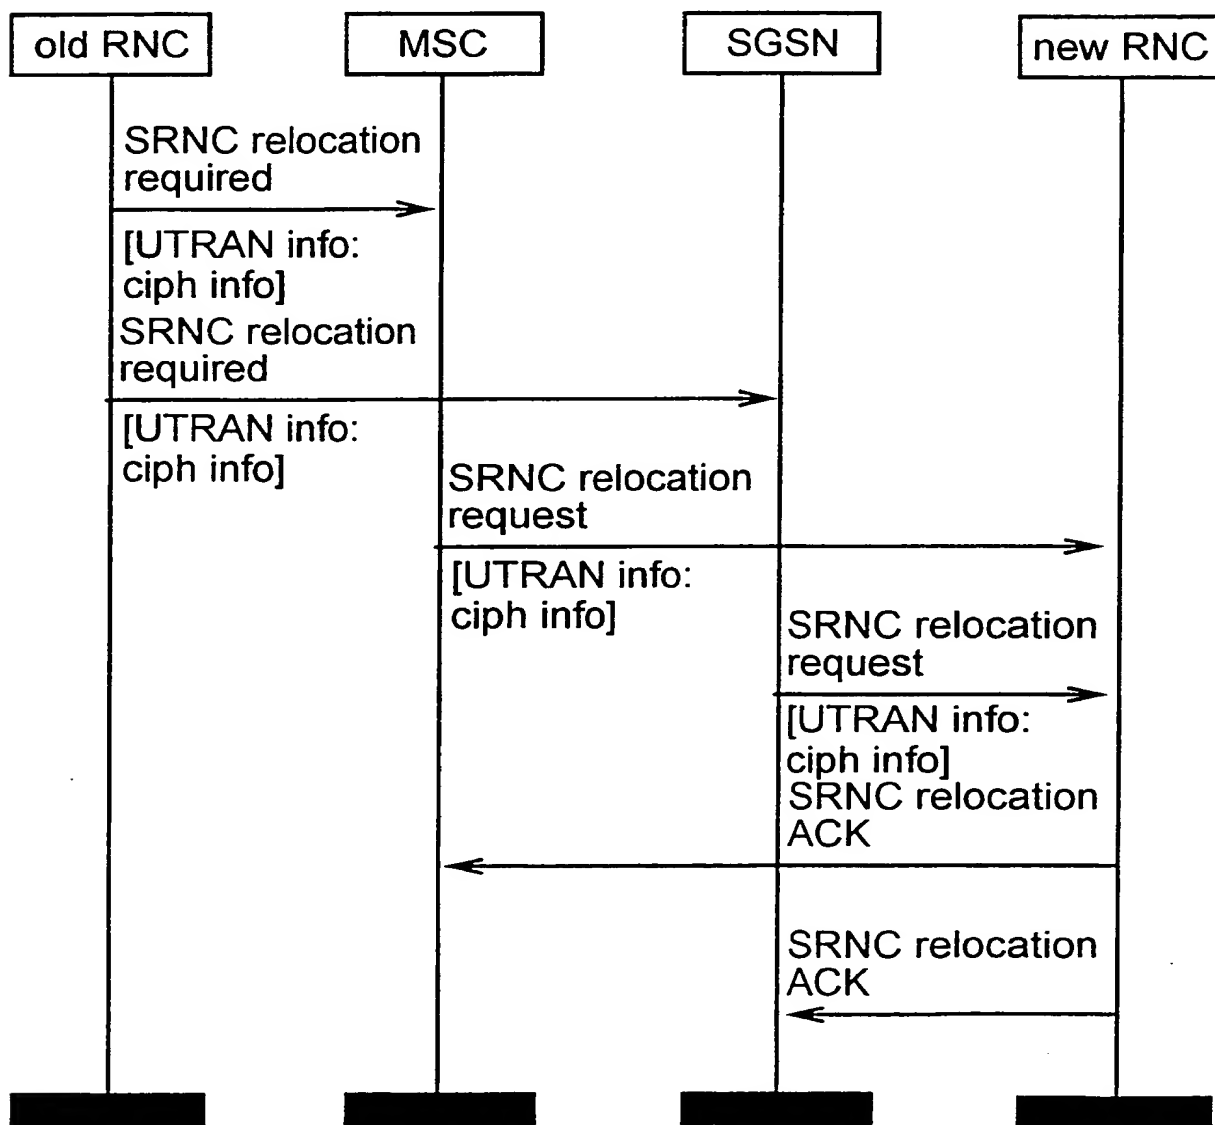 old RNC
MSC
SGSN
new RNC
SRNC relocation
required
[UTRAN info:
ciph info]
SRNC relocation
required
[UTRAN info:
ciph info]
SRNC relocation
request
[UTRAN info:
ciph info]
SRNC relocation
request
[UTRAN info:
ciph info]
SRNC relocation
ACK
SRNC relocation
ACK